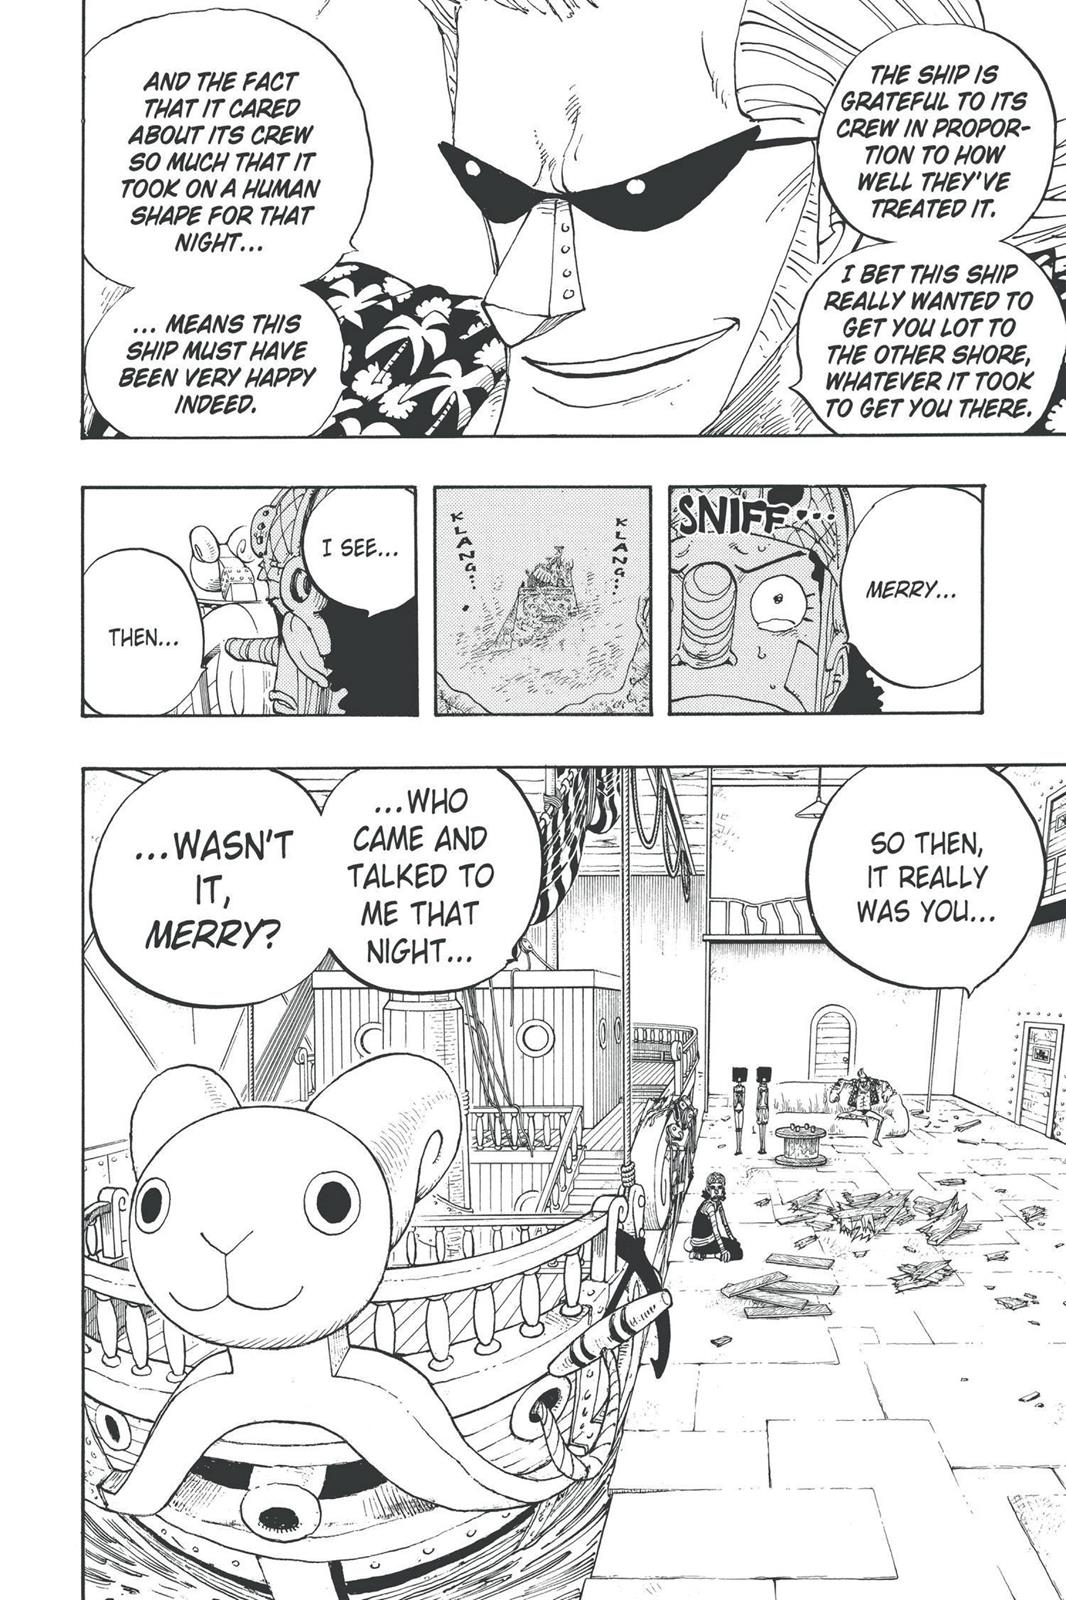 THE SHIP IS
GRATEFUL TO ITS
CREW IN PROPOR-
TION TO HOW
WELL THEY'VE
TREATED IT.
I BET THIS SHIP
REALLY WANTED TO
GET YOU LOT TO
THE OTHER SHORE,
WHATEVER IT TOOK
TO GET YOU THERE.
AND THE FACT
THAT IT CARED
ABOUT ITS CREW
SO MUCH THAT IT
TOOK ON A HUMAN
SHAPE FOR THAT
NIGHT...
... MEANS THIS
SHIP MUST HAVE
BEEN VERY HAPPY
INDEED.
MERRY...
SNIFF...
KLANG...
KLANG...
I SEE...
THEN...
SO THEN,
IT REALLY
WAS YOU...
...WHO
CAME AND
TALKED TO
ME THAT
NIGHT...
...WASN'T
IT,
MERRY?